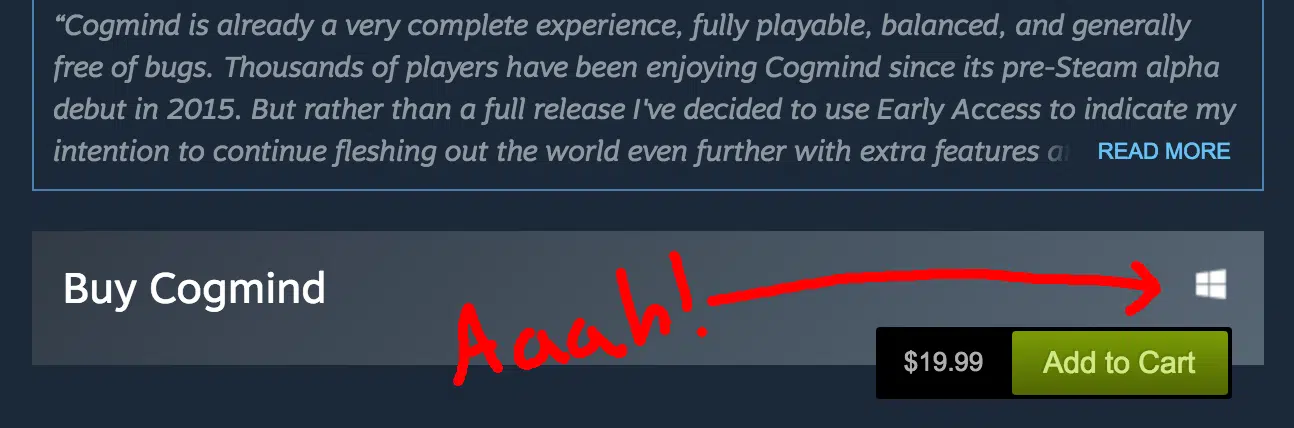 “Cogmind is already a very complete experience, fully playable, balanced, and generally
free of bugs. Thousands of players have been enjoying Cogmind since its pre-Steam alpha
debut in 2015. But rather than a full release I've decided to use Early Access to indicate my
intention to continue fleshing out the world even further with extra features READ MORE
Buy Cogmind
Aaah!
$19.99 Add to Cart